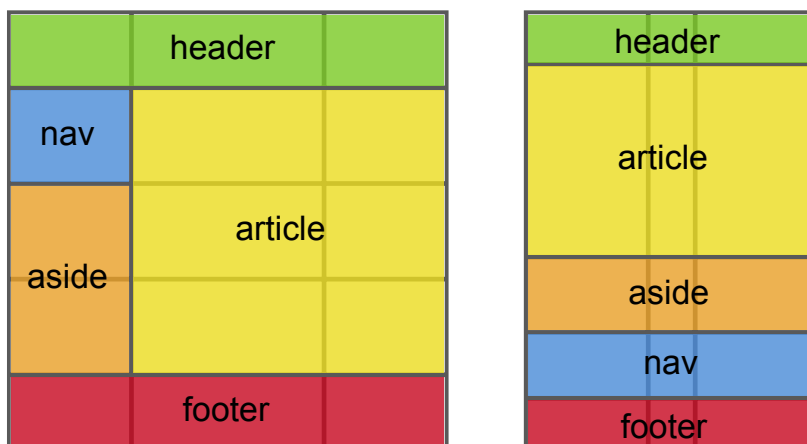 header
nav
article
aside
footer
header
article
aside
nav
footer